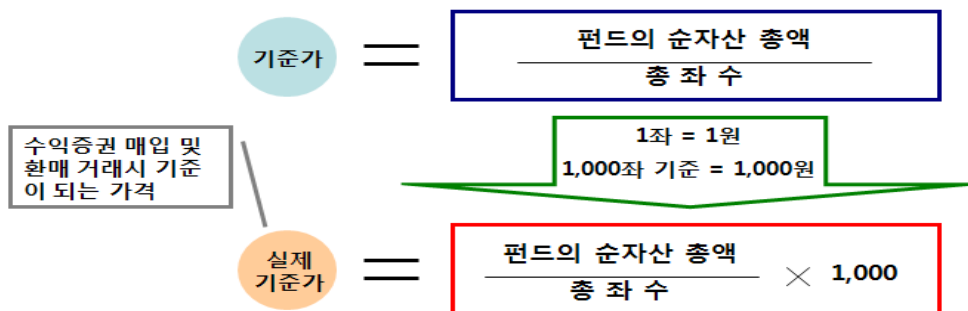 기준가
펀드의 순자산 총액
총 좌 수
수익증권 매입 및
환매 거래시 기준
이 되는 가격
1좌 = 1원
1,000좌 기준 = 1,000원
실제
기준가
펀드의 순자산 총액
총 좌 수
× 1,000